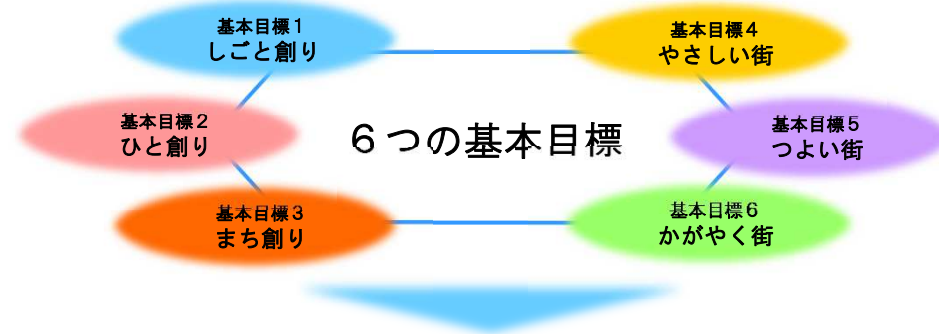 基本目標1
しごと創り
基本目標2
ひと創り
基本目標3
まち創り
6つの基本目標
基本目標4
やさしい街
基本目標5
つよい街
基本目標6
かがやく街